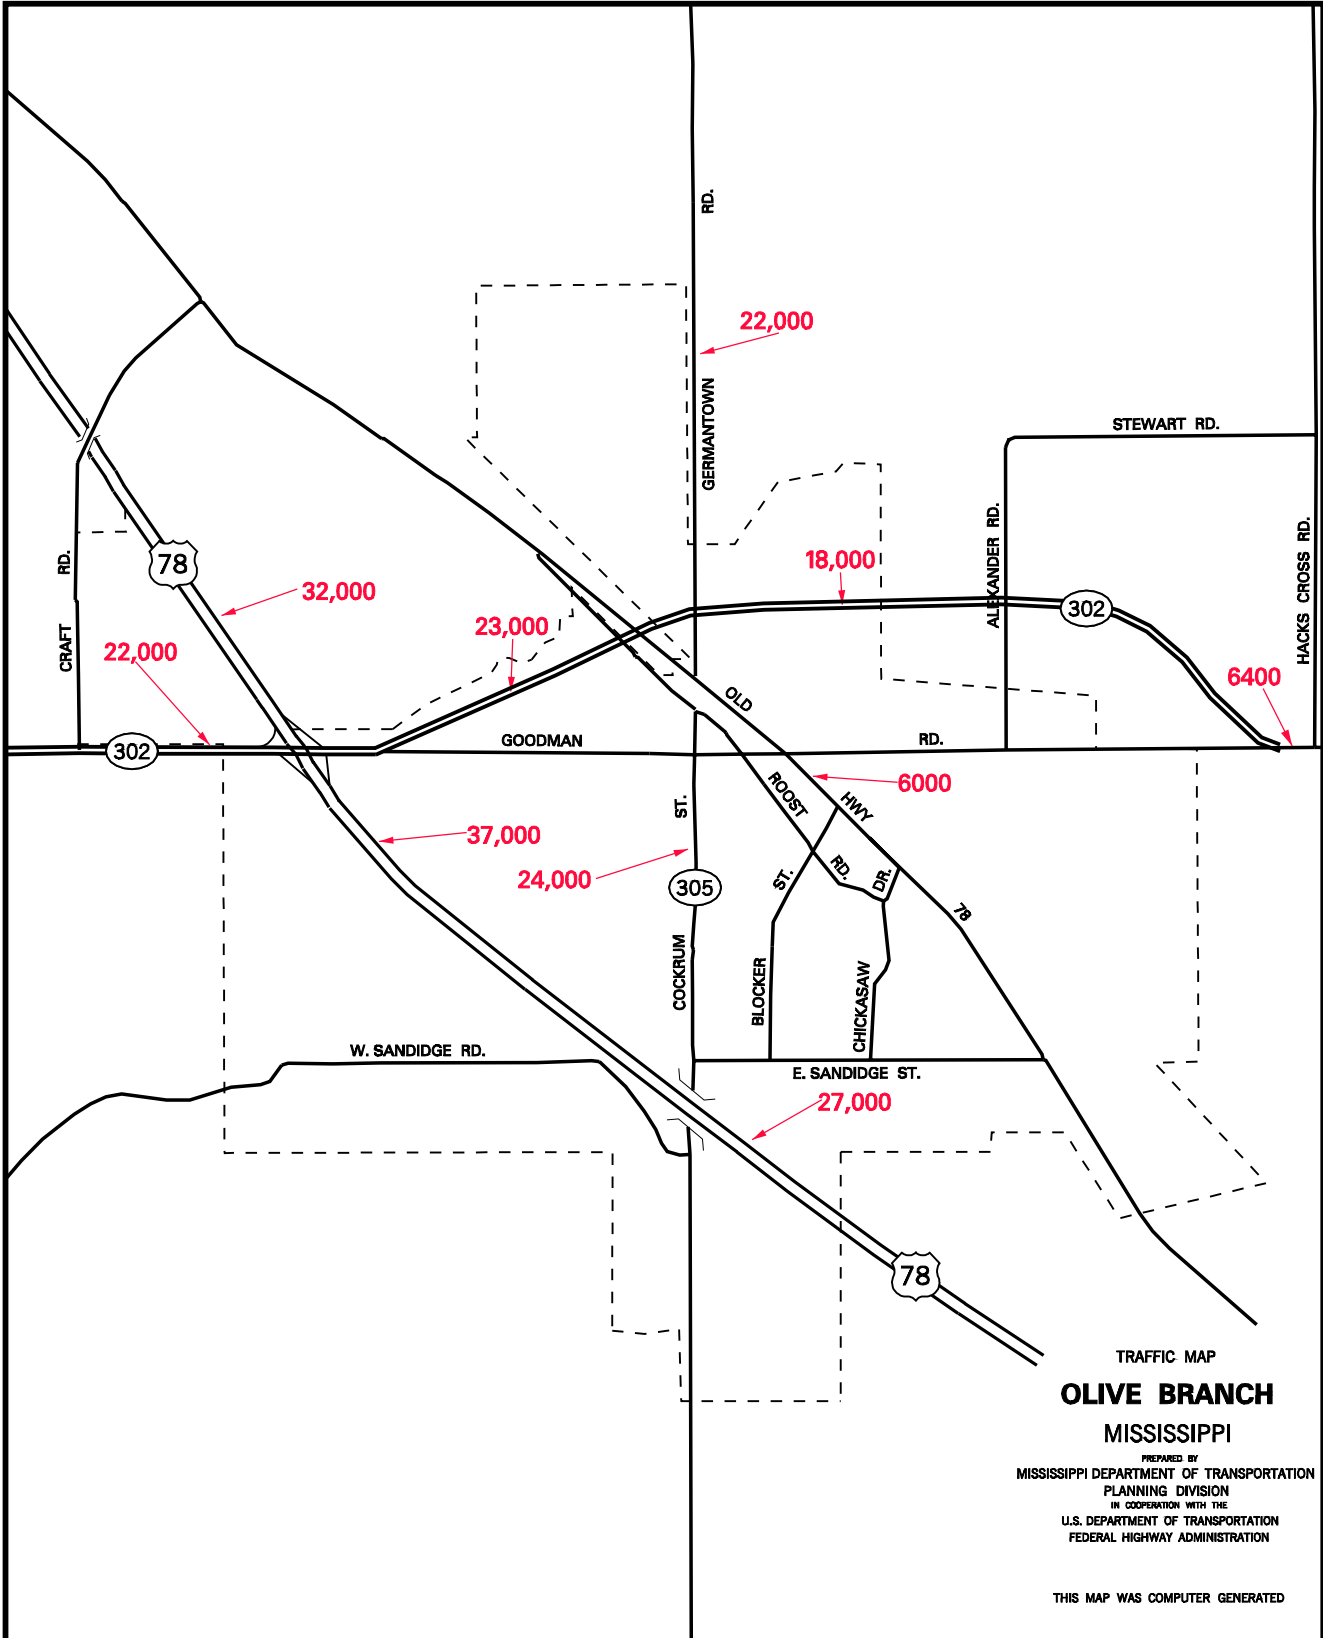 RD.
22,000
GERMANTOWN
STEWART RD.
ALEXANDER RD.
HACKS CROSS RD.
RD.
CRAFT
78
32,000
18,000
302
23,000
22,000
6400
OLD
302
GOODMAN
RD.
6000
ROOST
HWY
ST.
37,000
24,000
RD.
DR.
ST.
305
78
COCKRUM
BLOCKER
CHICKASAW
W. SANDIDGE RD.
E. SANDIDGE ST.
27,000
78
TRAFFIC MAP
OLIVE BRANCH
MISSISSIPPI
PREPARED BY
MISSISSIPPI DEPARTMENT OF TRANSPORTATION
PLANNING DIVISION
IN COOPERATION WITH THE
U.S. DEPARTMENT OF TRANSPORTATION
FEDERAL HIGHWAY ADMINISTRATION
THIS MAP WAS COMPUTER GENERATED